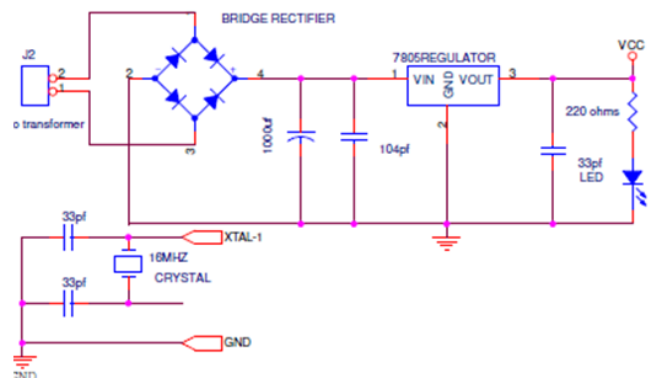 BRIDGE RECTIFIER
J2
2
1
o transformer
2
-
+
4
3
1000uf
104pf
7805REGULATOR
1
VIN
GND
VOUT
3
2
VCC
220 ohms
33pf
LED
33pf
XTAL-1
16MHZ
CRYSTAL
33pf
GND
GND